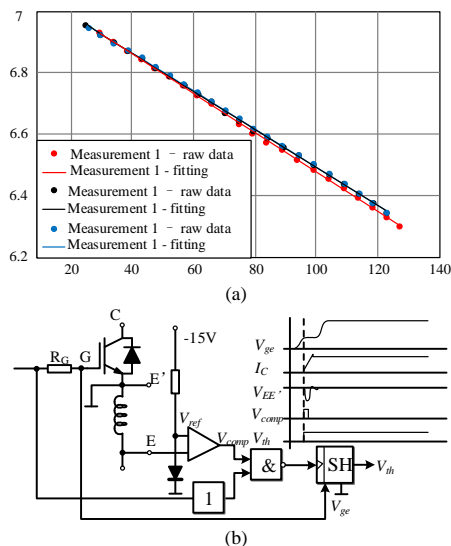 7
6.8
6.6
6.4
6.2
Measurement 1 - raw data
Measurement 1 - fitting
Measurement 1 - raw data
Measurement 1 - fitting
Measurement 1 - raw data
Measurement 1 - fitting
20 40 60 80 100 120 140
(a)
C
RG
G
E'
-15V
Vref
E
Vcomp
Vth
&
1
SH
Vth
Vge
Vge
IC
VEE'
Vcomp
Vth
(b)